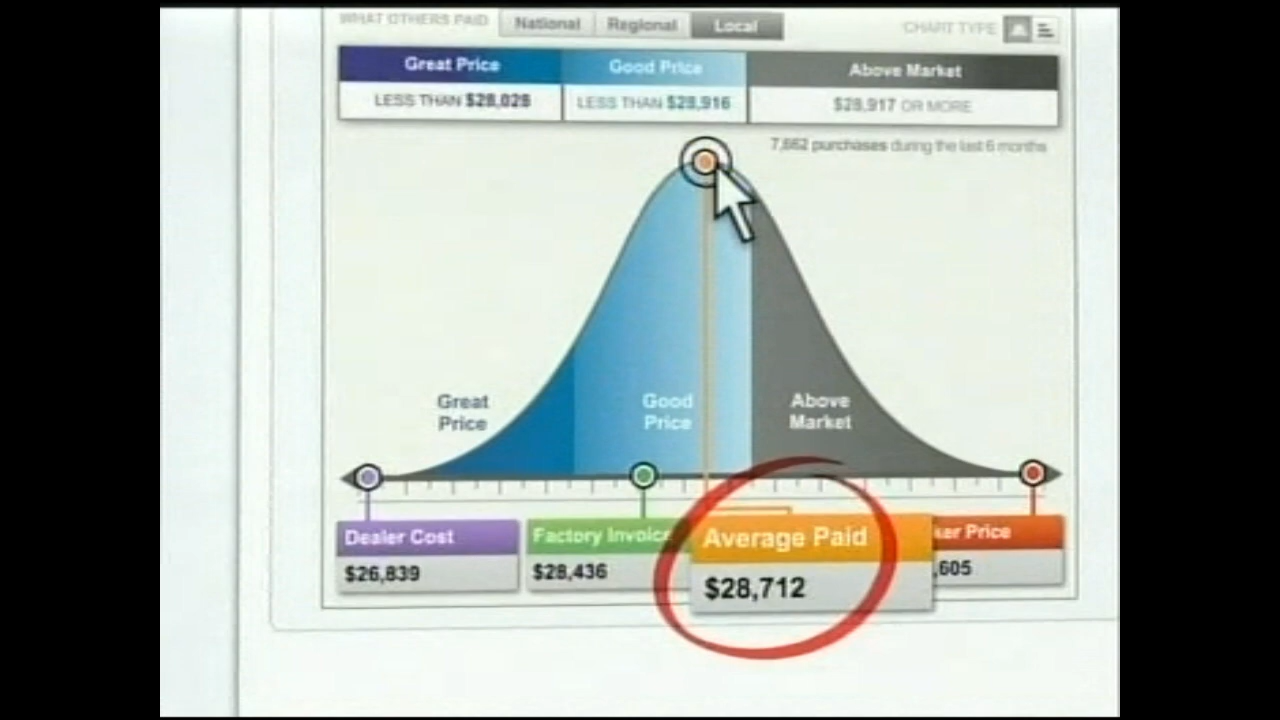 WHAT OTHERS PAID National Regional Local CHART TYPE
Great Price Good Price Above Market
LESS THAN $28,028 LESS THAN $28,916 $28,917 OR MORE
7,662 purchases during the last 6 months
Great Price
Good Price
Above Market
Dealer Cost Factory Invoice Average Paid ker Price
$26,839 $28,436 $28,712 ,605